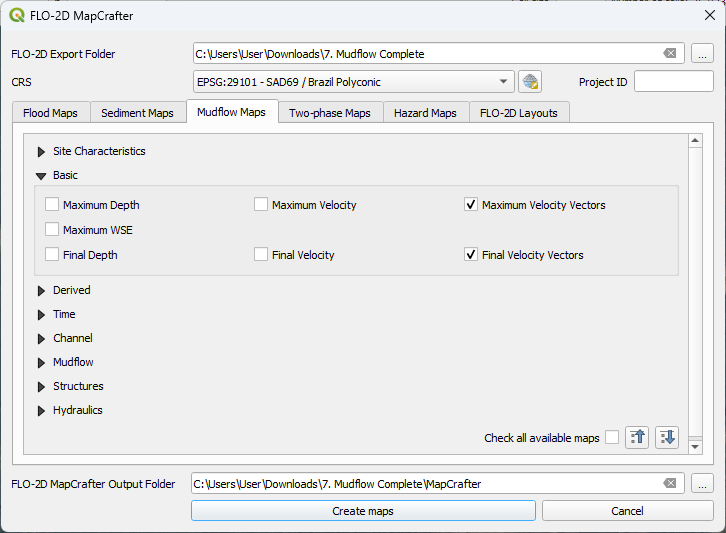 FLO-2D MapCrafter
FLO-2D Export Folder C:\Users\User\Downloads\7. Mudflow Complete ...
CRS EPSG:29101 - SAD69 / Brazil Polyconic Project ID
Flood Maps Sediment Maps Mudflow Maps Two-phase Maps Hazard Maps FLO-2D Layouts
Site Characteristics
Basic
Maximum Depth Maximum Velocity Maximum Velocity Vectors
Maximum WSE
Final Depth Final Velocity Final Velocity Vectors
Derived
Time
Channel
Mudflow
Structures
Hydraulics
Check all available maps
FLO-2D MapCrafter Output Folder C:\Users\User\Downloads\7. Mudflow Complete\MapCrafter ...
Create maps Cancel